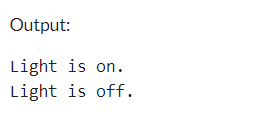 Output:
Light is on.
Light is off.